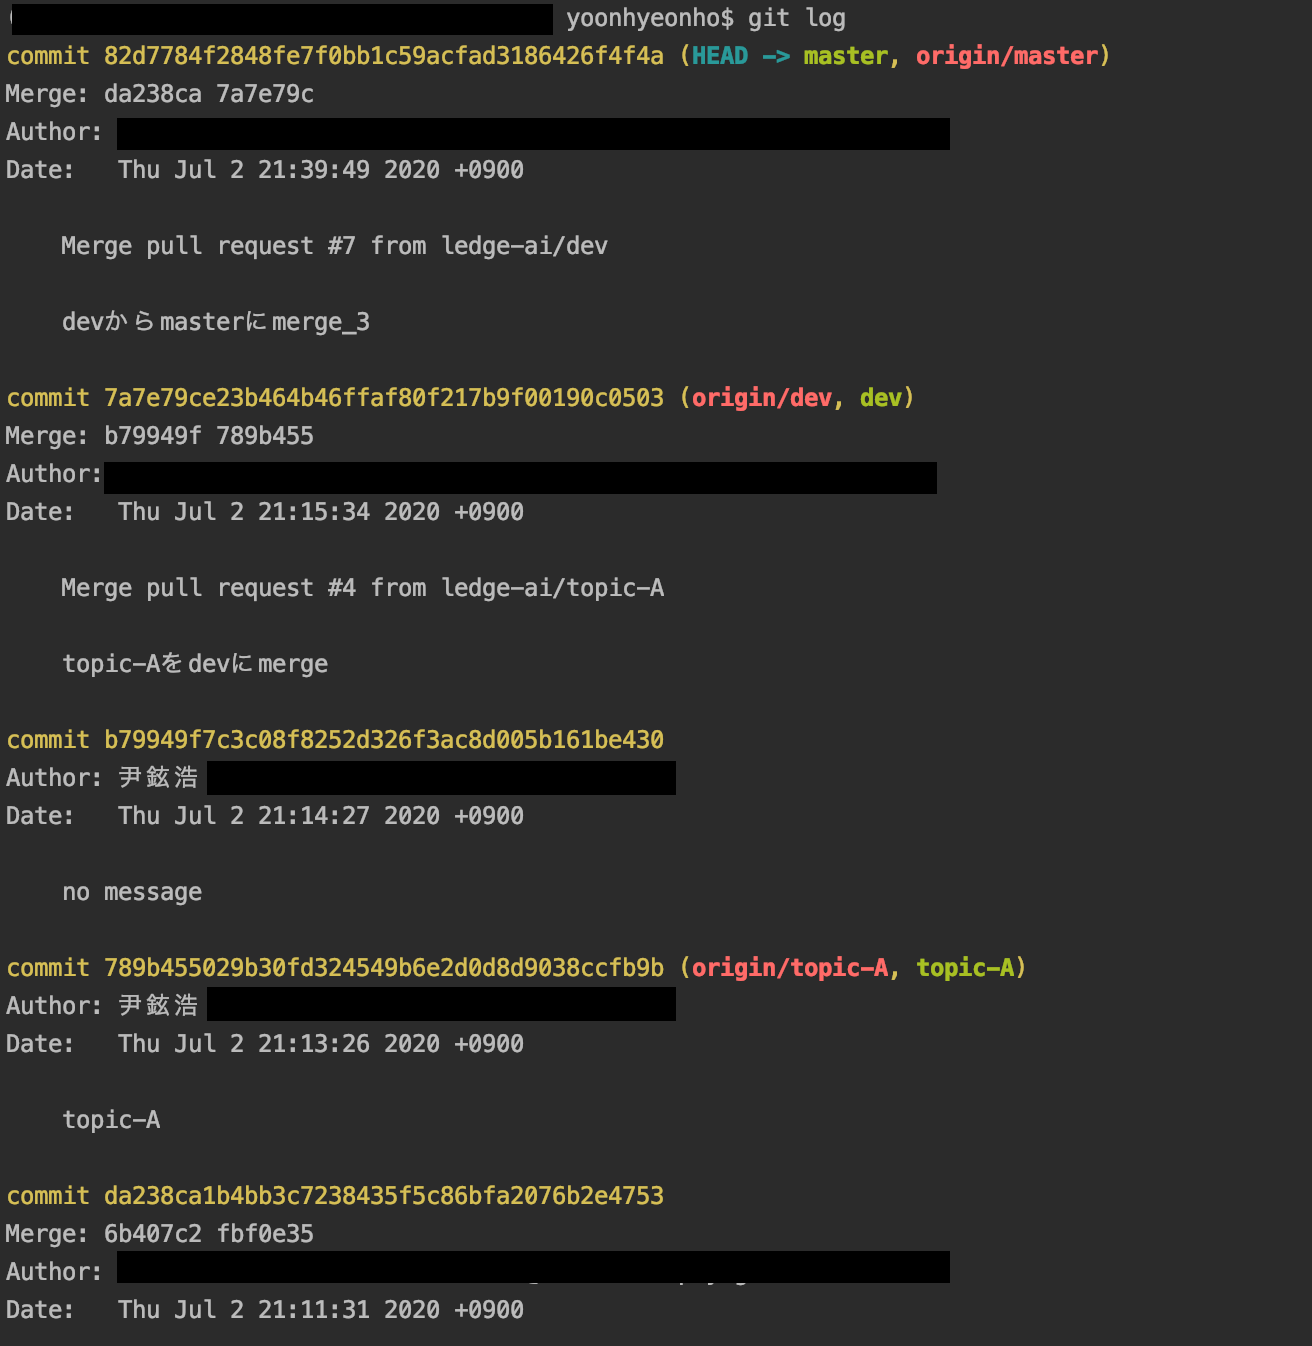 yoonhyeonho$ git log
commit 82d7784f2848fe7f0bb1c59acfad3186426f4f4a (HEAD -> master, origin/master)
Merge: da238ca 7a7e79c
Author:
Date:   Thu Jul 2 21:39:49 2020 +0900
Merge pull request #7 from ledge-ai/dev
devからmasterにmerge_3
commit 7a7e79ce23b464b46ffaf80f217b9f00190c0503 (origin/dev, dev)
Merge: b79949f 789b455
Author:
Date:   Thu Jul 2 21:15:34 2020 +0900
Merge pull request #4 from ledge-ai/topic-A
topic-Aをdevにmerge
commit b79949f7c3c08f8252d326f3ac8d005b161be430
Author: 尹鉉浩
Date:   Thu Jul 2 21:14:27 2020 +0900
no message
commit 789b455029b30fd324549b6e2d0d8d9038ccfb9b (origin/topic-A, topic-A)
Author: 尹鉉浩
Date:   Thu Jul 2 21:13:26 2020 +0900
topic-A
commit da238ca1b4bb3c7238435f5c86bfa2076b2e4753
Merge: 6b407c2 fbf0e35
Author:
Date:   Thu Jul 2 21:11:31 2020 +0900